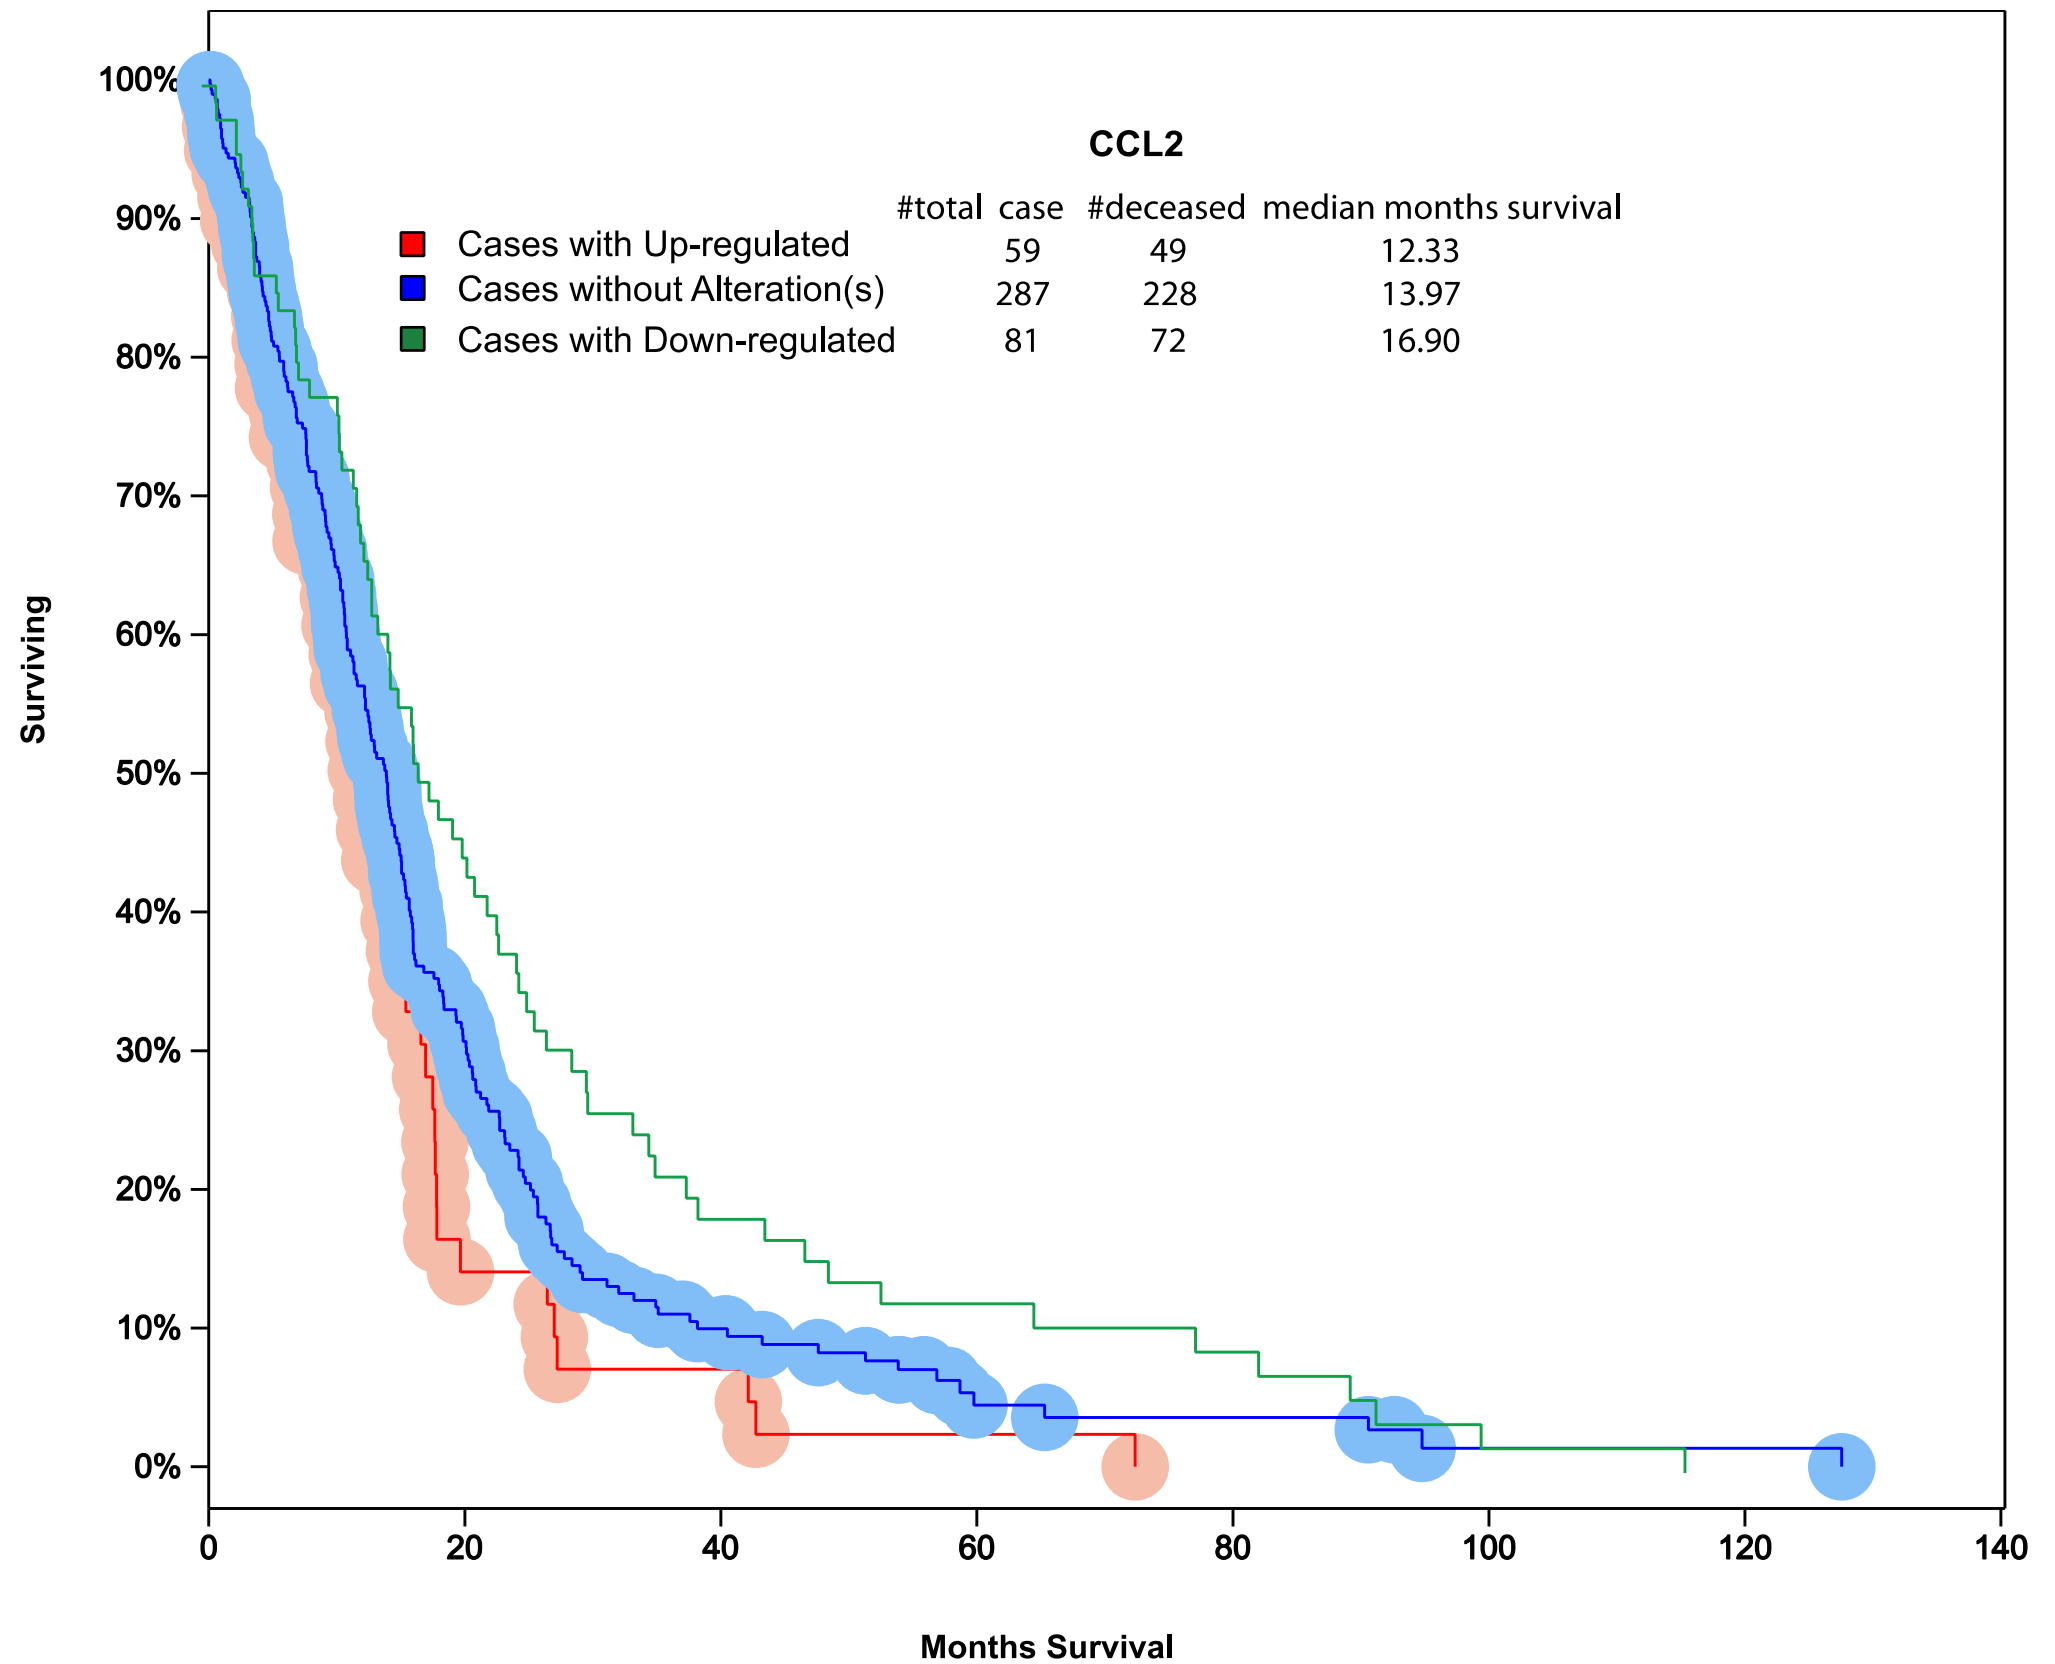 CCL2
#total case #deceased median months survival
Cases with Up-regulated 59 49 12.33
Cases without Alteration(s) 287 228 13.97
Cases with Down-regulated 81 72 16.90
100%
90%
80%
70%
60%
50%
40%
30%
20%
10%
0%
Surviving
0 20 40 60 80 100 120 140
Months Survival